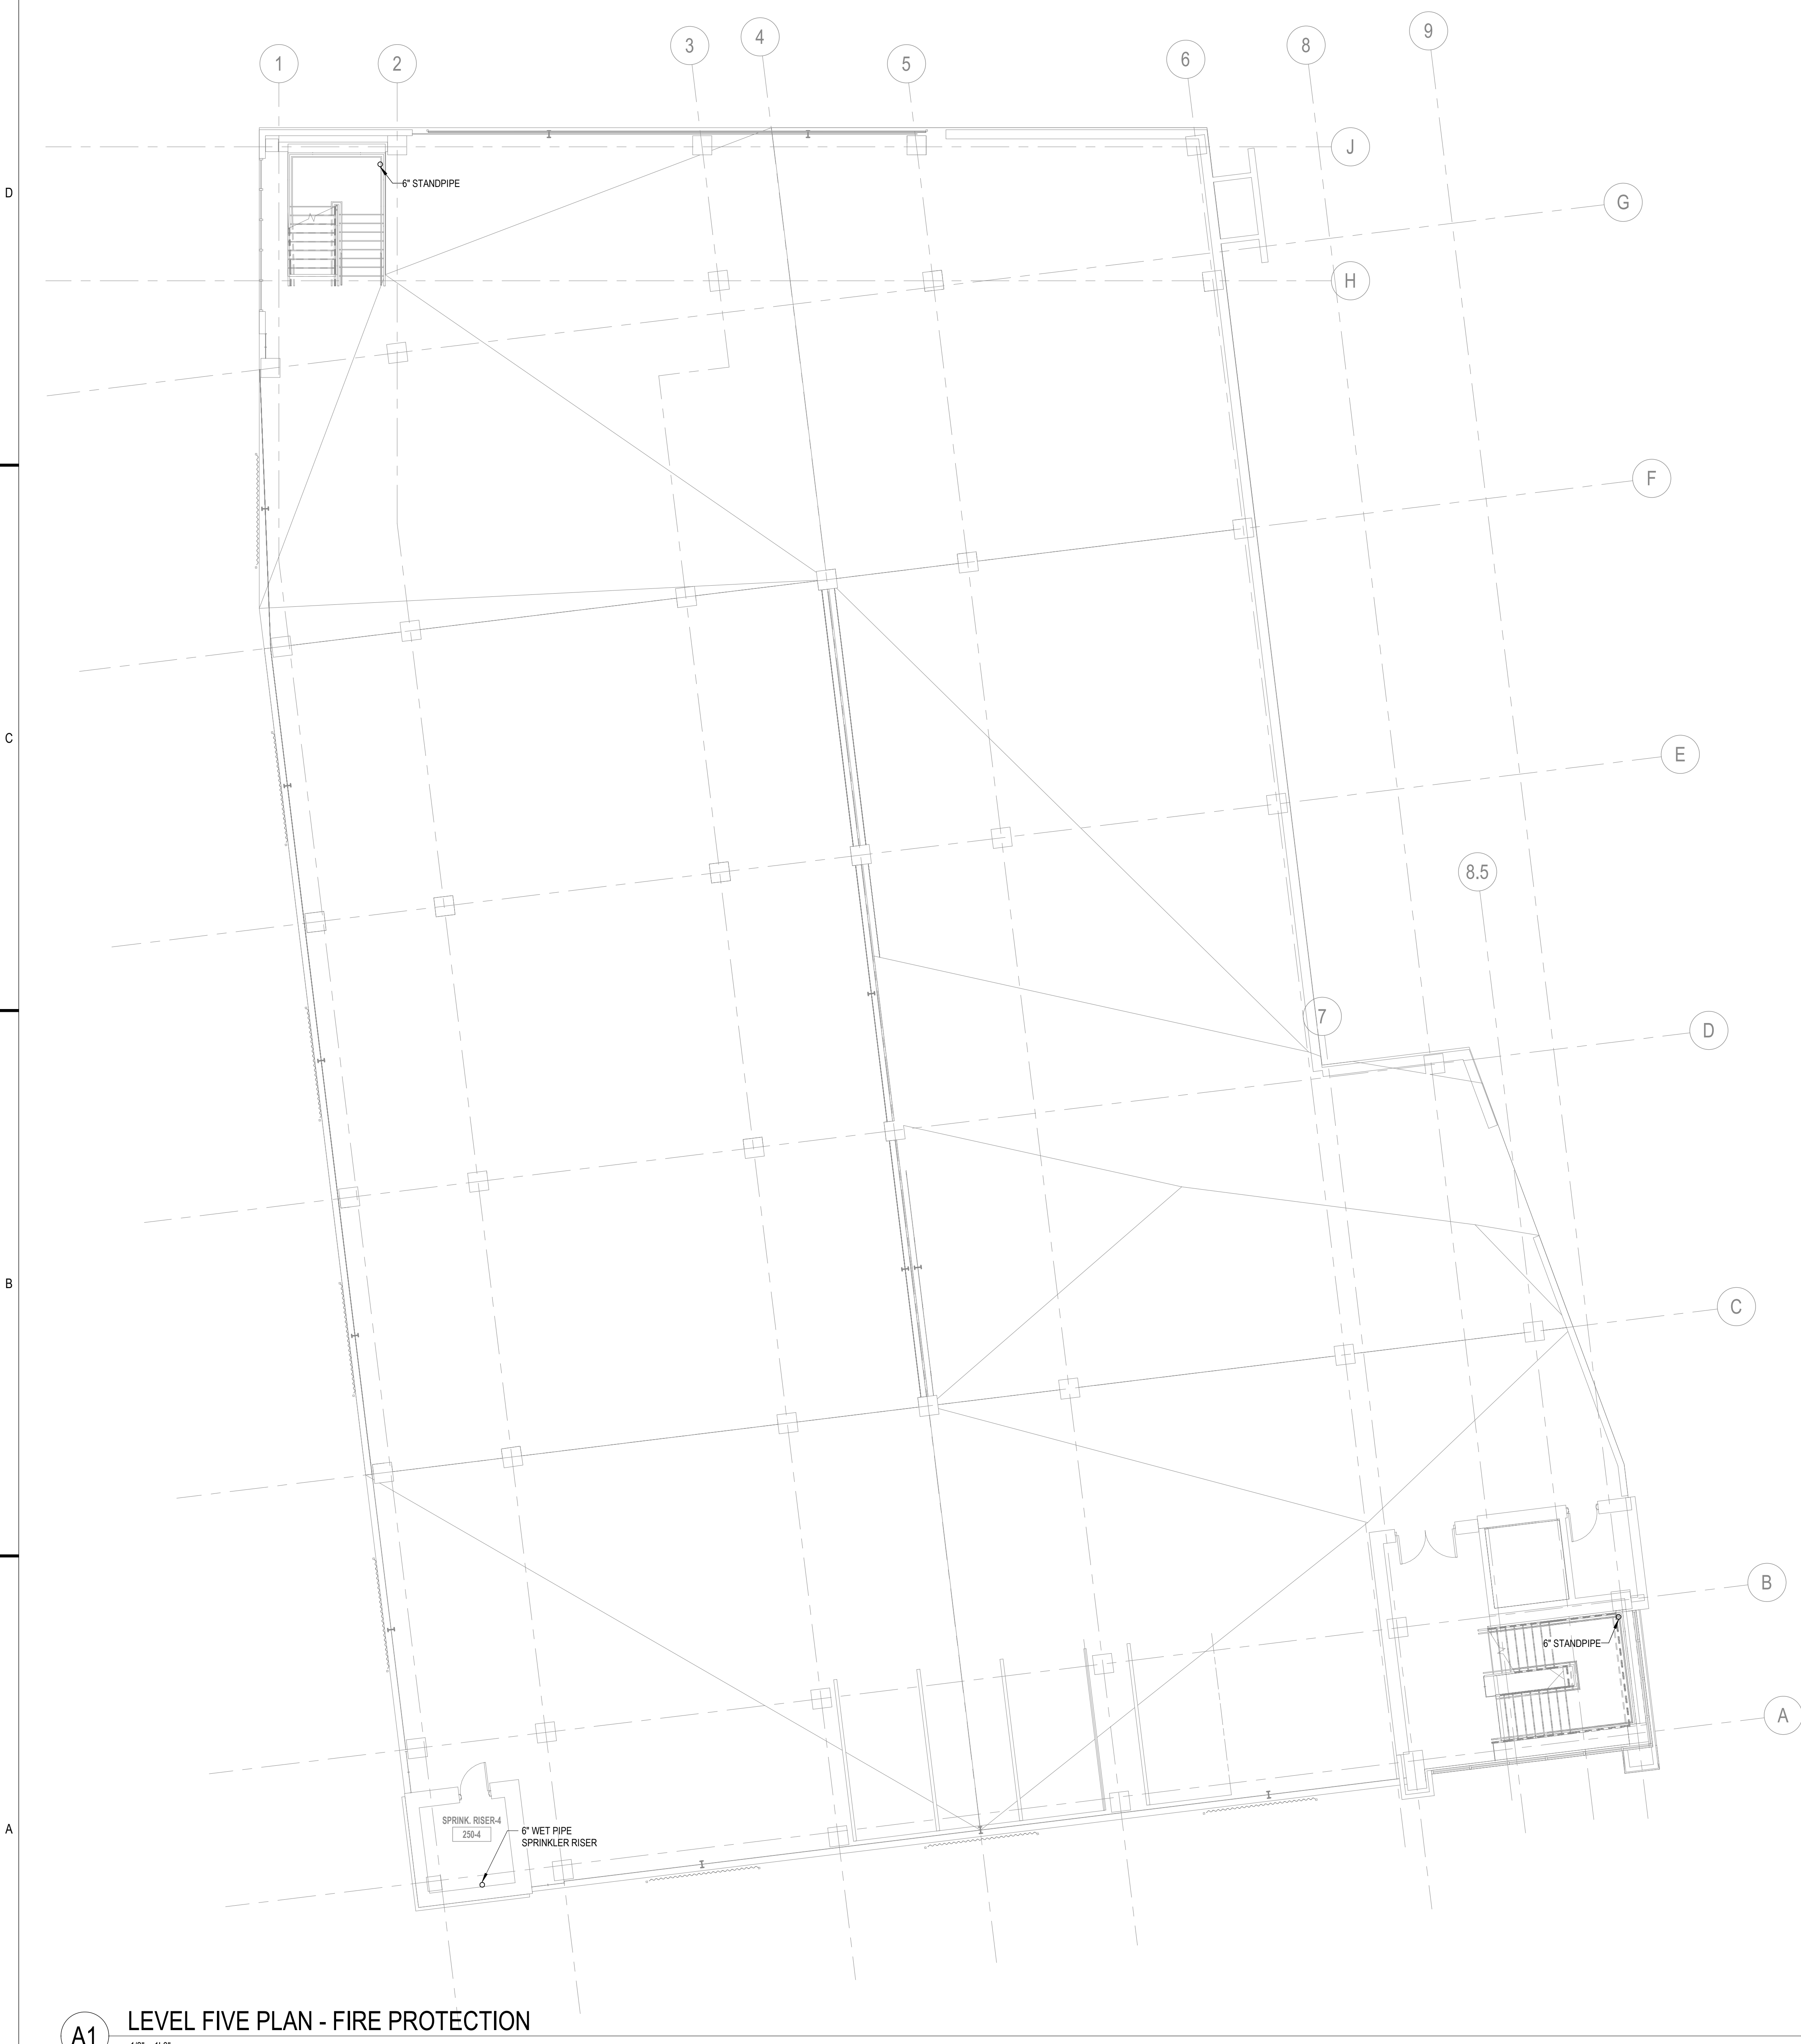 1
2
3
4
5
6
8
9
J
D
6" STANDPIPE
G
H
F
C
E
8.5
7
D
B
C
B
6" STANDPIPE
A
SPRINK. RISER-4
250-4
6" WET PIPE
SPRINKLER RISER
A
A1
LEVEL FIVE PLAN - FIRE PROTECTION